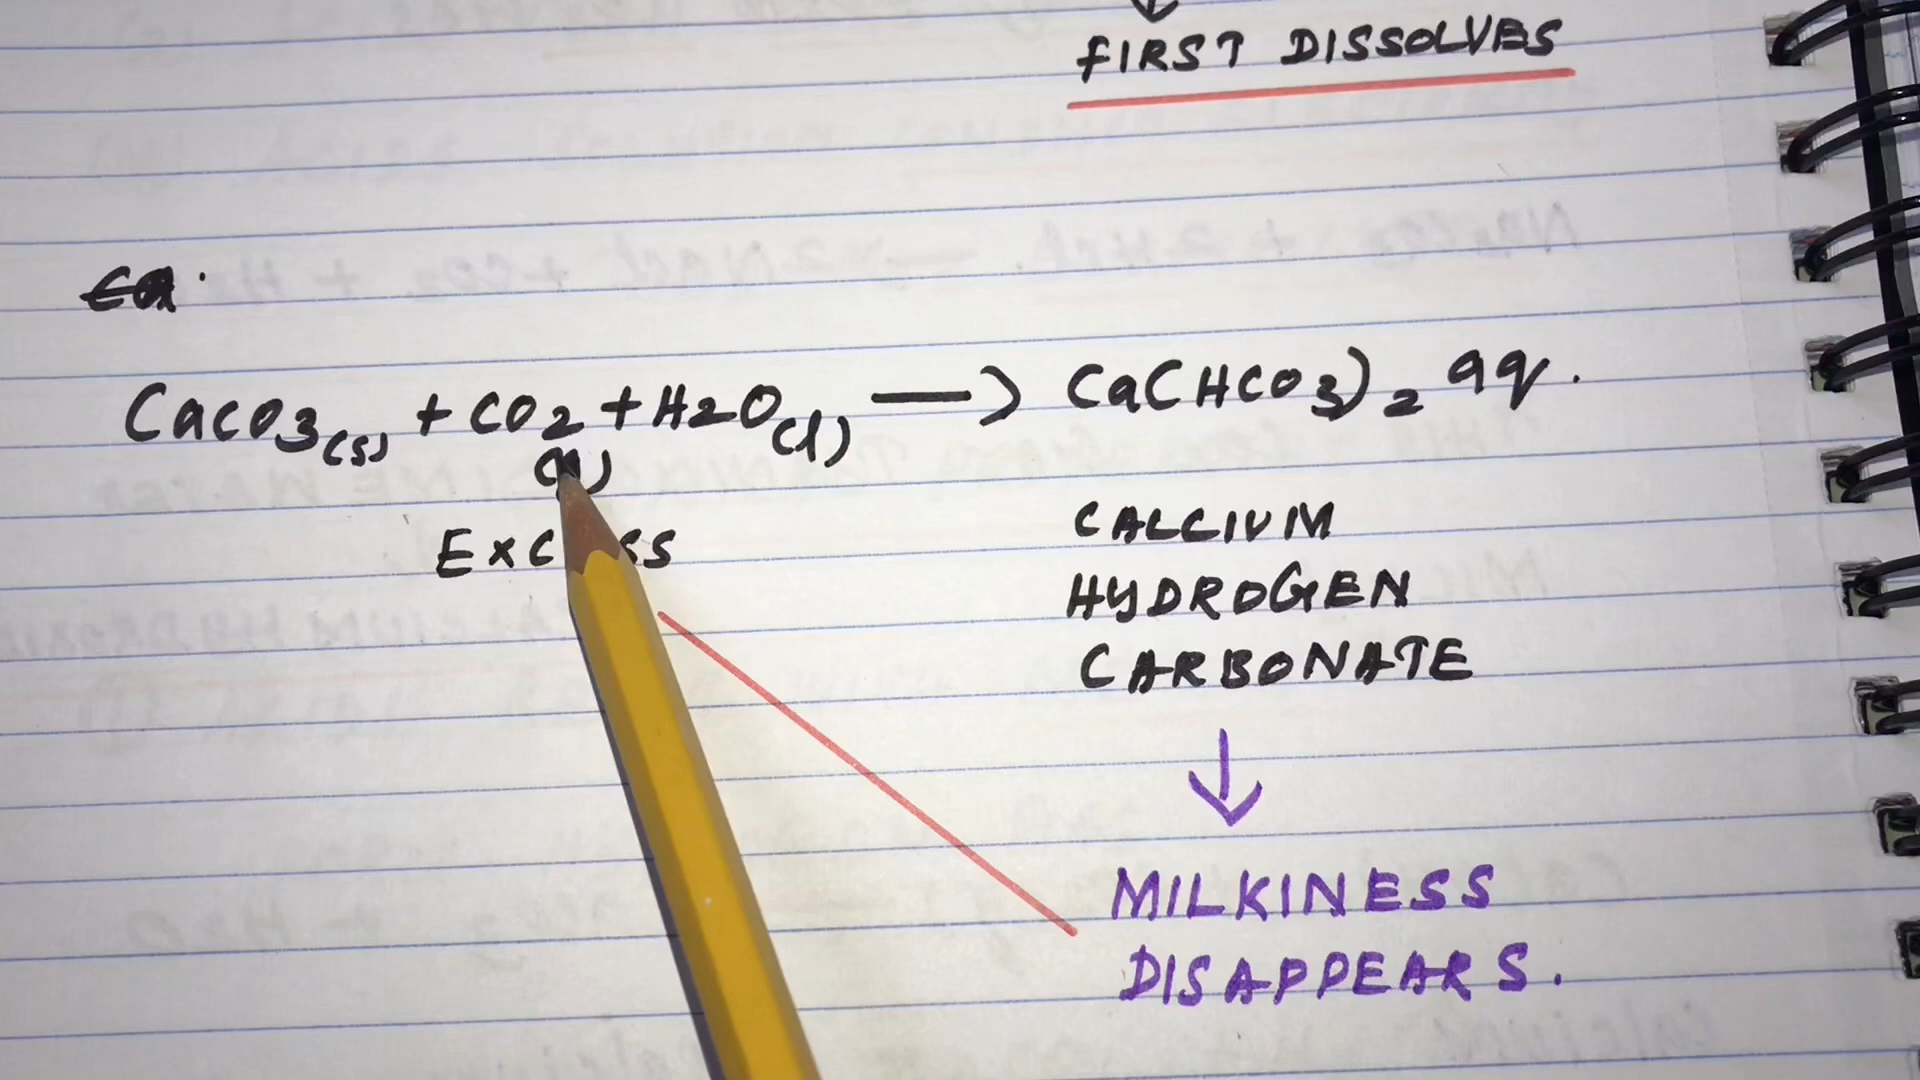 FIRST DISSOLVES
CaCO3(s) + CO2 + H2O(l) → Ca(HCO3)2 aq.
CALCIUM
HYDROGEN
CARBONATE
↓
MILKINESS
DISAPPEARS.